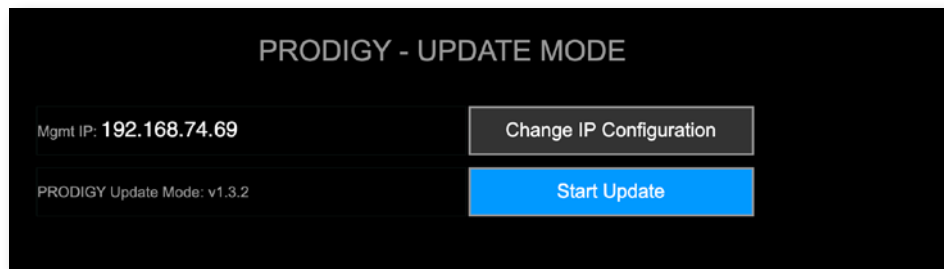 PRODIGY - UPDATE MODE
Mgmt IP: 192.168.74.69
Change IP Configuration
PRODIGY Update Mode: v1.3.2
Start Update